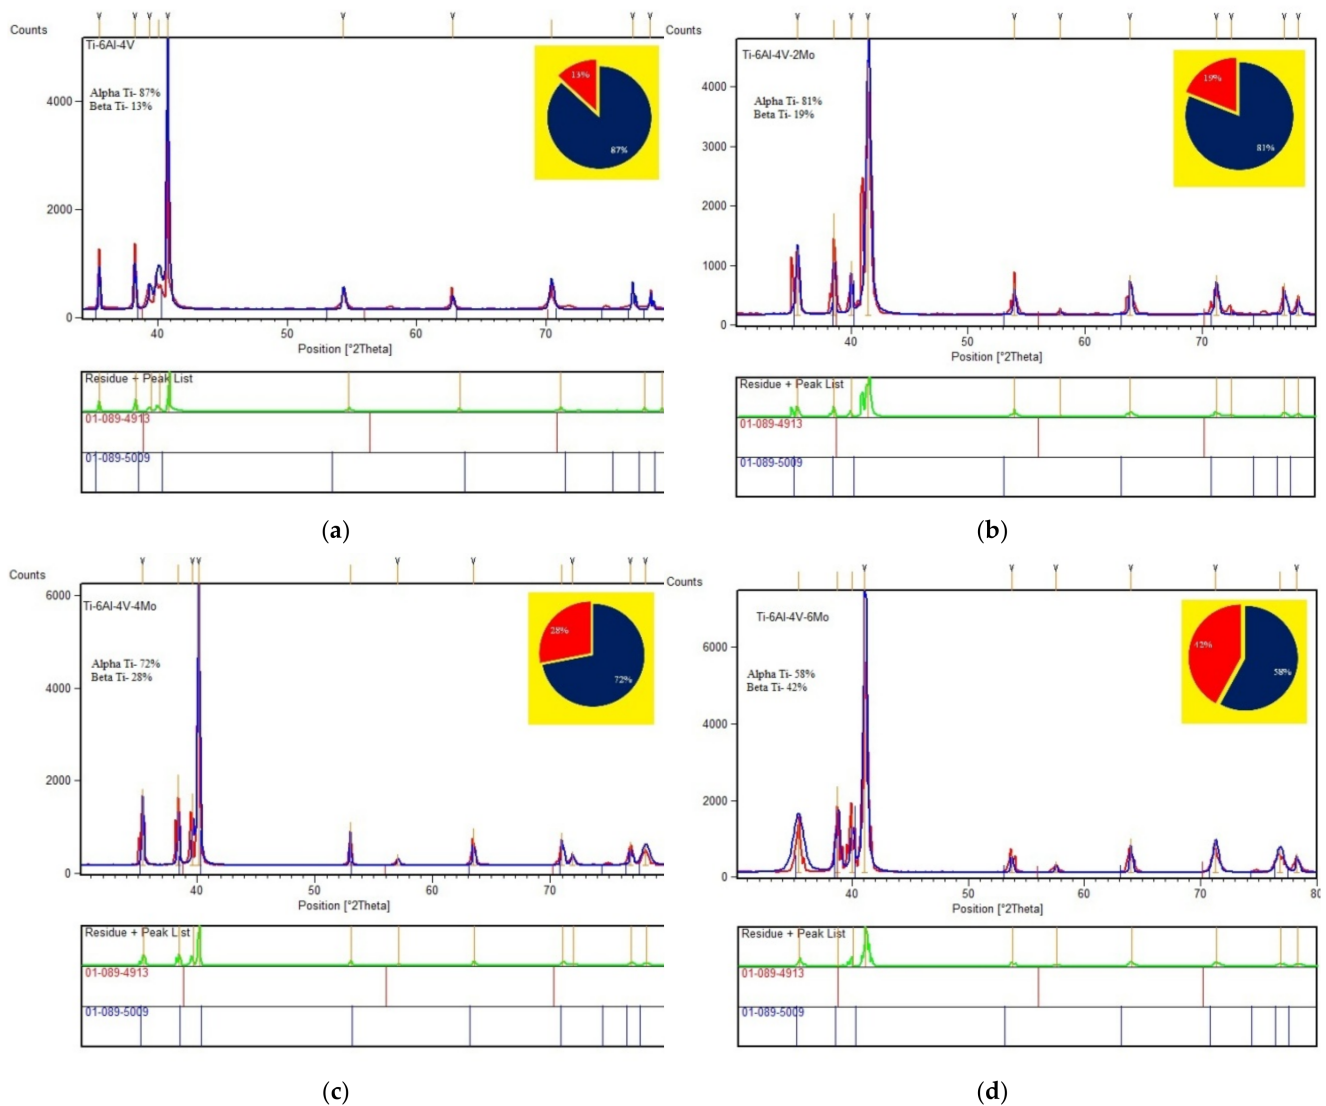 Counts
Ti-6Al-4V
Alpha Ti- 87%
Beta Ti- 13%
13%
87%
4000
2000
0
40
50
60
70
Position [°2Theta]
Residue + Peak List
01-089-4913
01-089-5009
(a)
Counts
Ti-6Al-4V-2Mo
Alpha Ti- 81%
Beta Ti- 19%
19%
81%
4000
3000
2000
1000
0
40
50
60
70
Position [°2Theta]
Residue + Peak List
01-089-4913
01-089-5009
(b)
Counts
Ti-6Al-4V-4Mo
Alpha Ti- 72%
Beta Ti- 28%
28%
72%
6000
4000
2000
0
40
50
60
70
Position [°2Theta]
Residue + Peak List
01-089-4913
01-089-5009
(c)
Counts
Ti-6Al-4V-6Mo
Alpha Ti- 58%
Beta Ti- 42%
42%
58%
6000
4000
2000
0
40
50
60
70
80
Position [°2Theta]
Residue + Peak List
01-089-4913
01-089-5009
(d)